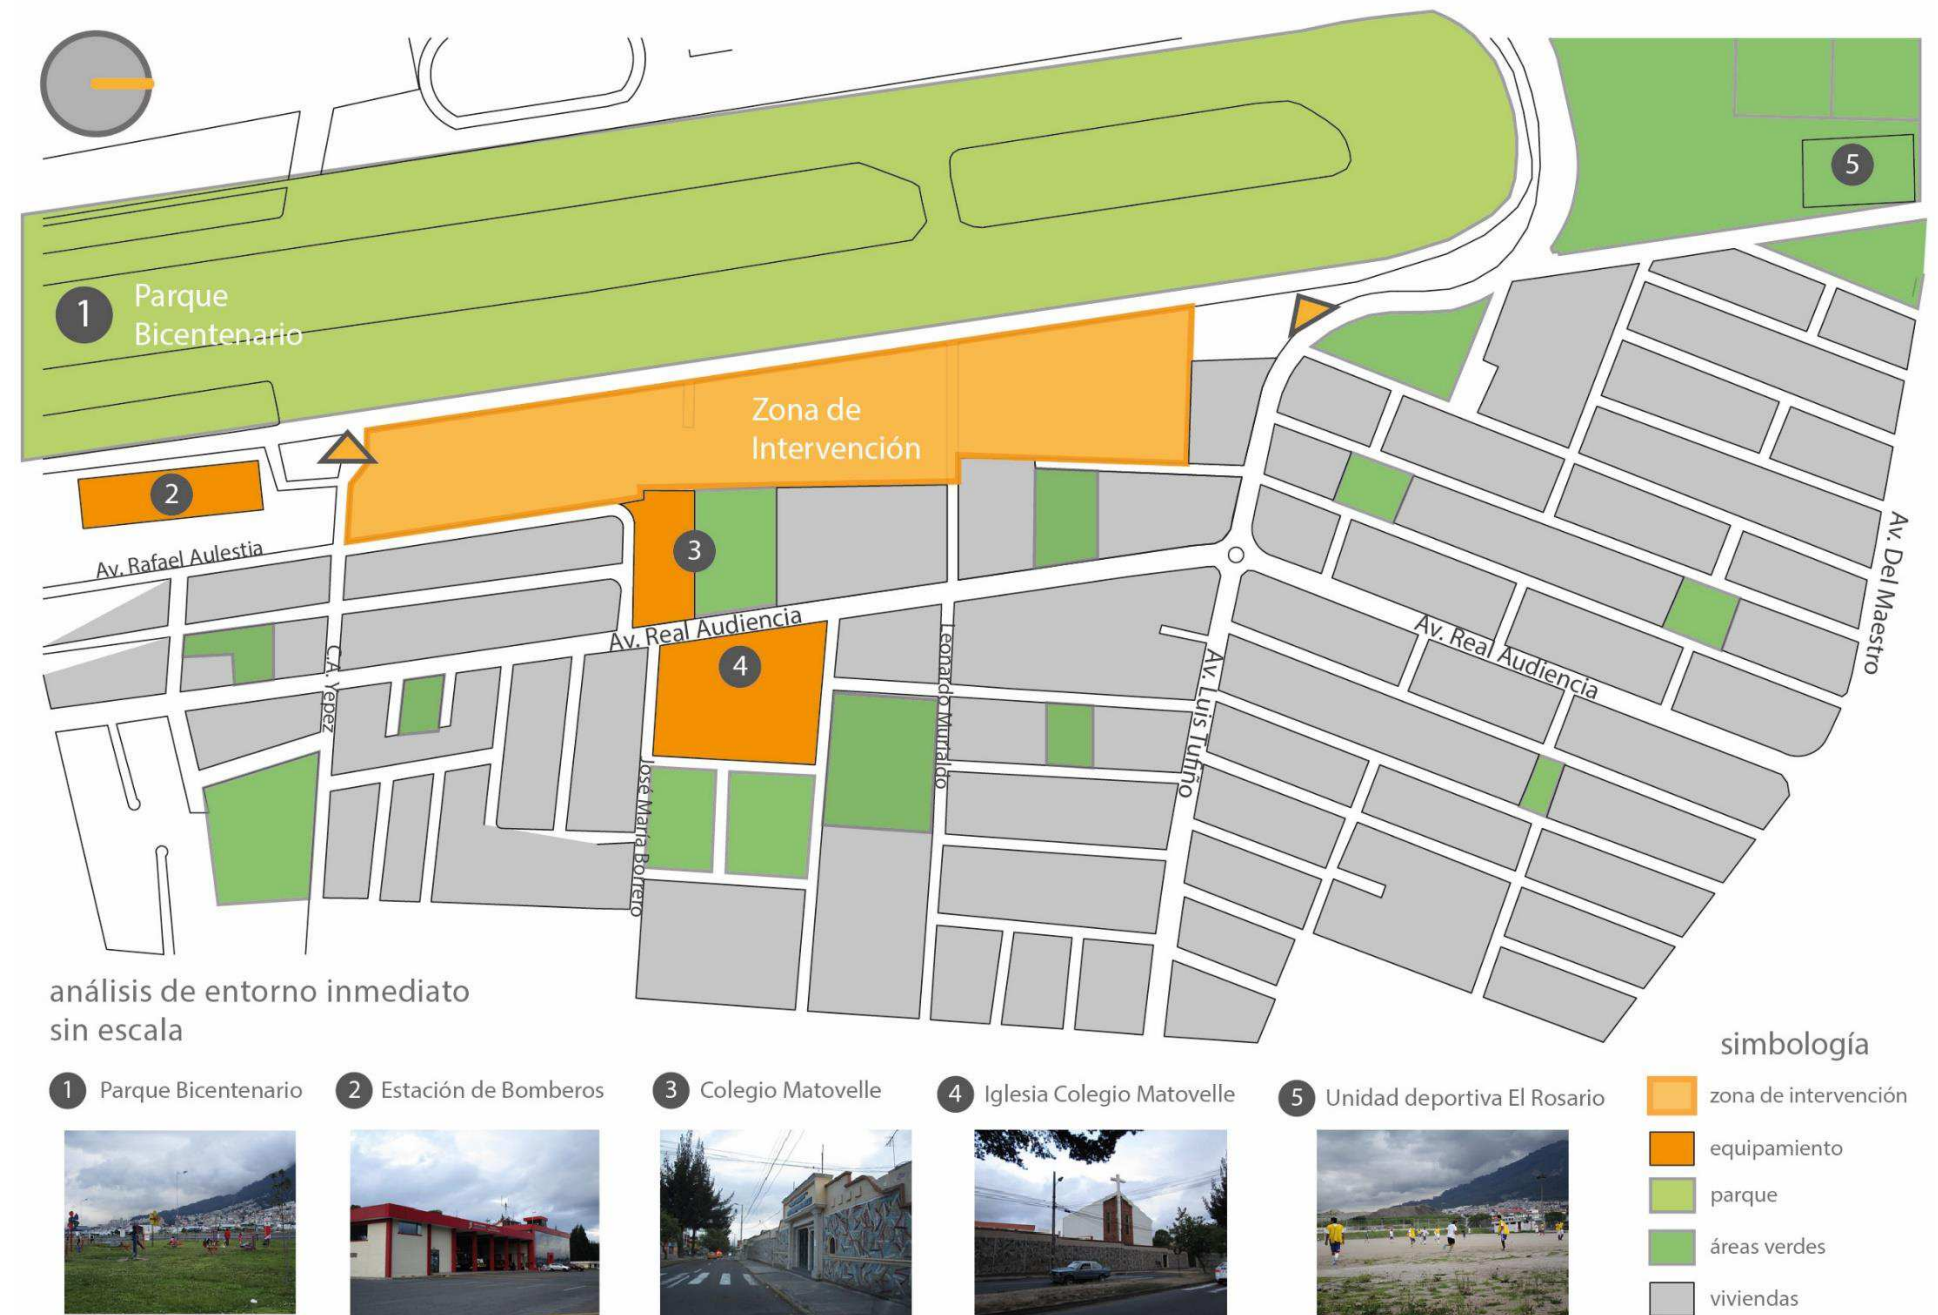 5
1
Parque
Bicentenario
Zona de
Intervención
2
3
Av. Rafael Aulestia
Av. Real Audiencia
4
C.A. Yepez
José María Borrero
Leonardo Murialdo
Av. Luis Tufiño
Av. Real Audiencia
Av. Del Maestro
análisis de entorno inmediato
sin escala
simbología
1 Parque Bicentenario
2 Estación de Bomberos
3 Colegio Matovelle
4 Iglesia Colegio Matovelle
5 Unidad deportiva El Rosario
zona de intervención
equipamiento
parque
áreas verdes
viviendas